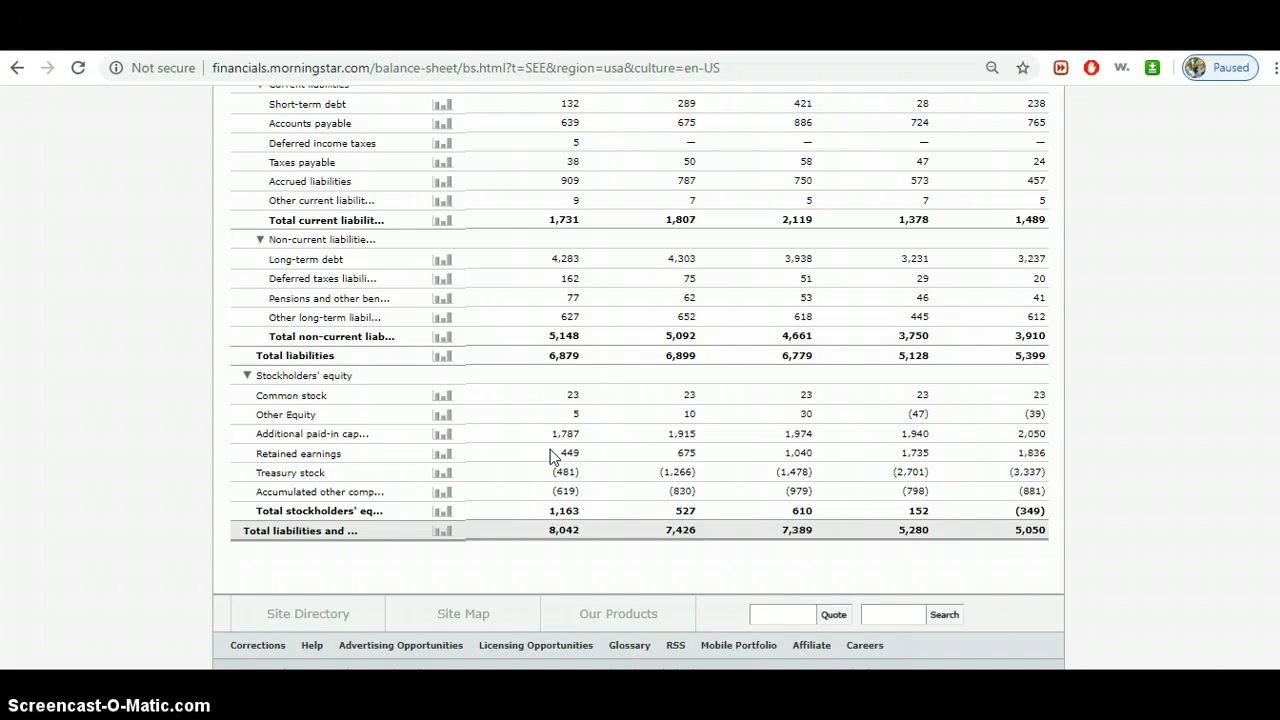 Not secure financials.morningstar.com/balance-sheet/bs.html?t=SEE&region=usa&culture=en-US w. Paused
Current liabilities
Short-term debt 132 289 421 28 238
Accounts payable 639 675 886 724 765
Deferred income taxes 5 — — — —
Taxes payable 38 50 58 47 24
Accrued liabilities 909 787 750 573 457
Other current liabilit... 9 7 5 7 5
Total current liabilit... 1,731 1,807 2,119 1,378 1,489
Non-current liabilitie...
Long-term debt 4,283 4,303 3,938 3,231 3,237
Deferred taxes liabili... 162 75 51 29 20
Pensions and other ben... 77 62 53 46 41
Other long-term liabil... 627 652 618 445 612
Total non-current liab... 5,148 5,092 4,661 3,750 3,910
Total liabilities 6,879 6,899 6,779 5,128 5,399
Stockholders' equity
Common stock 23 23 23 23 23
Other Equity 5 10 30 (47) (39)
Additional paid-in cap... 1,787 1,915 1,974 1,940 2,050
Retained earnings 449 675 1,040 1,735 1,836
Treasury stock (481) (1,266) (1,478) (2,701) (3,337)
Accumulated other comp... (619) (830) (979) (798) (881)
Total stockholders' eq... 1,163 527 610 152 (349)
Total liabilities and ... 8,042 7,426 7,389 5,280 5,050
Site Directory Site Map Our Products Quote Search
Corrections Help Advertising Opportunities Licensing Opportunities Glossary RSS Mobile Portfolio Affiliate Careers
Screencast-O-Matic.com